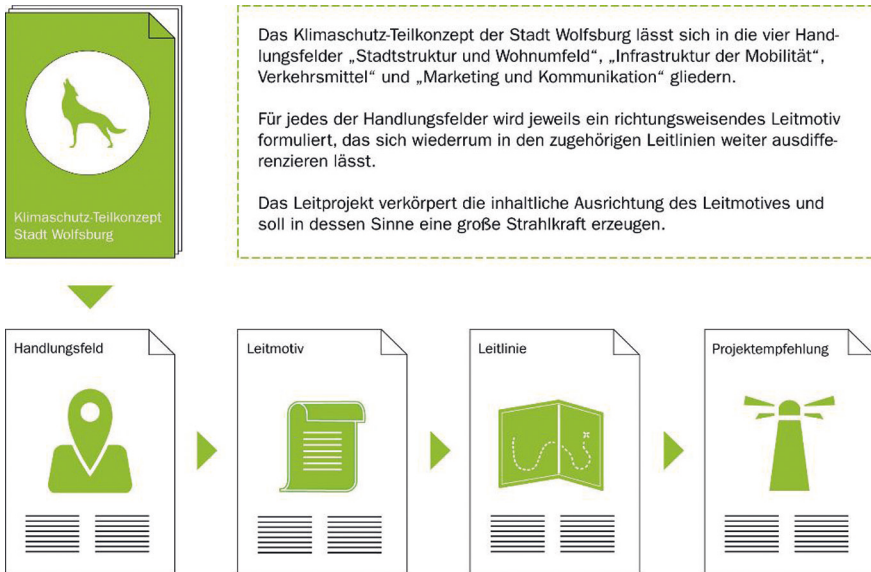 Das Klimaschutz-Teilkonzept der Stadt Wolfsburg lässt sich in die vier Hand-
lungsfelder „Stadtstruktur und Wohnumfeld“, „Infrastruktur der Mobilität“,
Verkehrsmittel“ und „Marketing und Kommunikation“ gliedern.
Für jedes der Handlungsfelder wird jeweils ein richtungsweisendes Leitmotiv
formuliert, das sich wiederrum in den zugehörigen Leitlinien weiter ausdiffe-
renzieren lässt.
Das Leitprojekt verkörpert die inhaltliche Ausrichtung des Leitmotives und
soll in dessen Sinne eine große Strahlkraft erzeugen.
Klimaschutz-Teilkonzept
Stadt Wolfsburg
Handlungsfeld
Leitmotiv
Leitlinie
Projektempfehlung